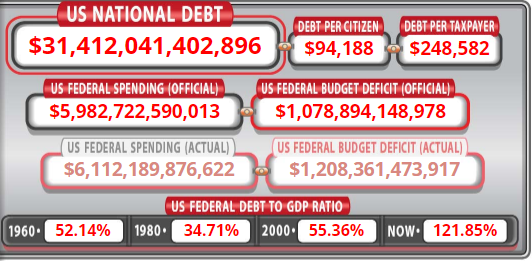 US NATIONAL DEBT
$31,412,041,402,896
DEBT PER CITIZEN
$94,188
DEBT PER TAXPAYER
$248,582
US FEDERAL SPENDING (OFFICIAL)
$5,982,722,590,013
US FEDERAL BUDGET DEFICIT (OFFICIAL)
$1,078,894,148,978
US FEDERAL SPENDING (ACTUAL)
$6,112,189,876,622
US FEDERAL BUDGET DEFICIT (ACTUAL)
$1,208,361,473,917
US FEDERAL DEBT TO GDP RATIO
1960• 52.14% 1980• 34.71% 2000• 55.36% NOW• 121.85%